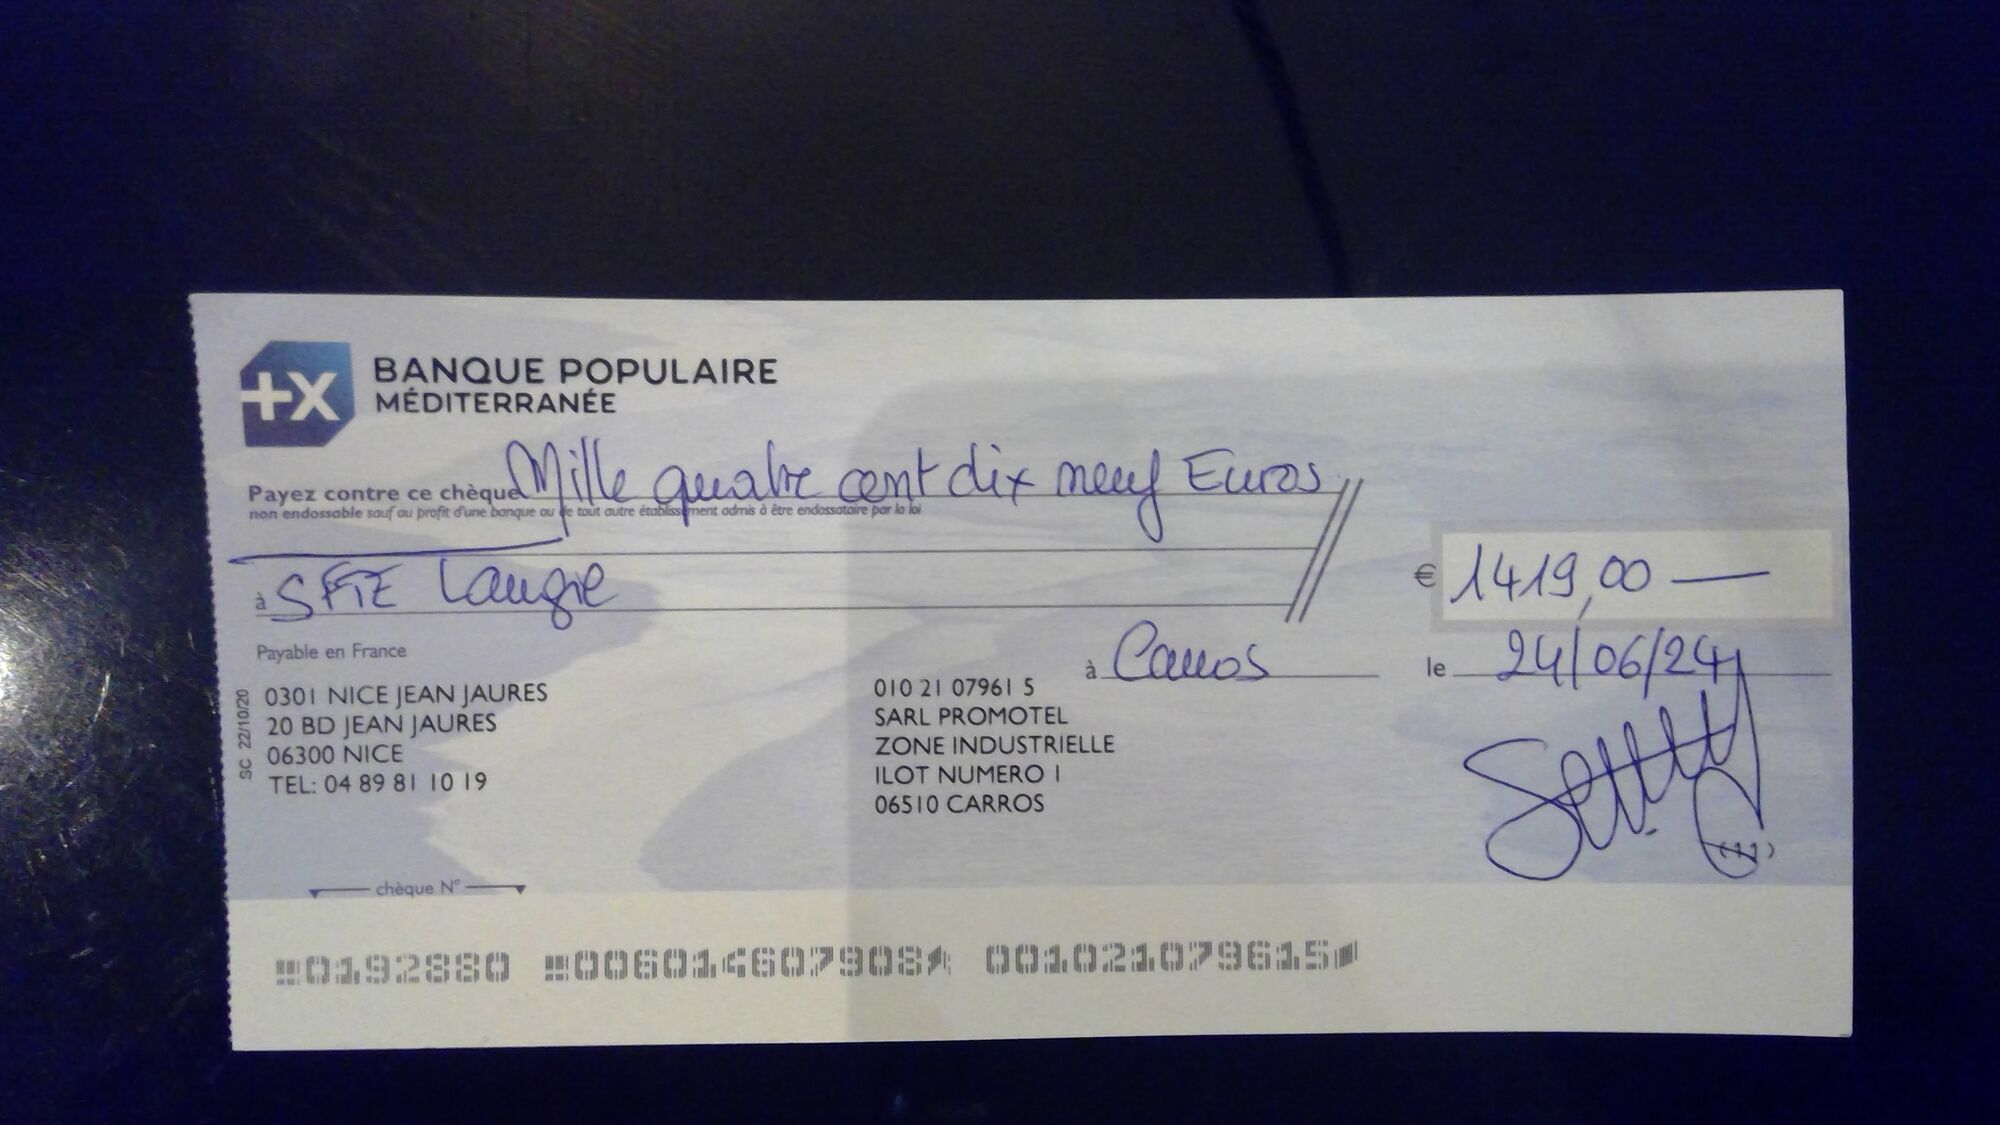 +X BANQUE POPULAIRE
MÉDITERRANÉE
Payez contre ce chèque Mille quatre cent dix neuf Euros
non endossable sauf au profit d'une banque ou de tout autre établissement admis à être endossataire par la loi
€ 1419,00
à SFTE Laugie
Payable en France
à Carros le 24/06/24
SC 22/10/20
0301 NICE JEAN JAURES
20 BD JEAN JAURES
06300 NICE
TEL: 04 89 81 10 19
010 21 07961 5
SARL PROMOTEL
ZONE INDUSTRIELLE
ILOT NUMERO 1
06510 CARROS
(11)
chèque N°
0192880 006014607908 001021079615